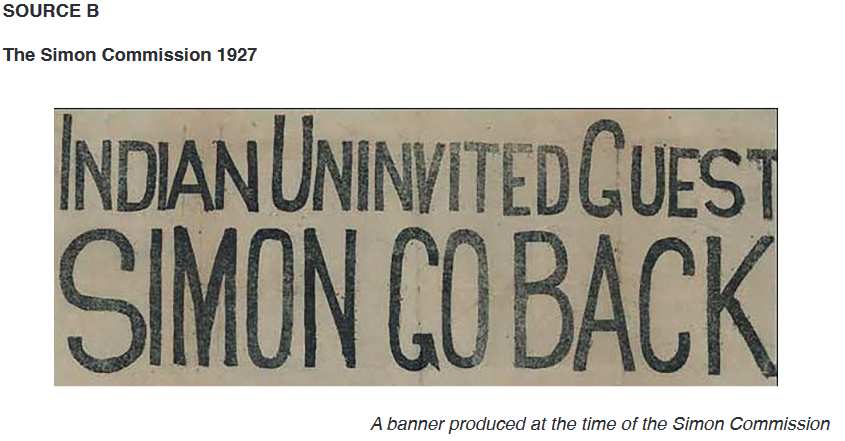 SOURCE B
The Simon Commission 1927
INDIAN UNINVITED GUEST
SIMON GO BACK
A banner produced at the time of the Simon Commission